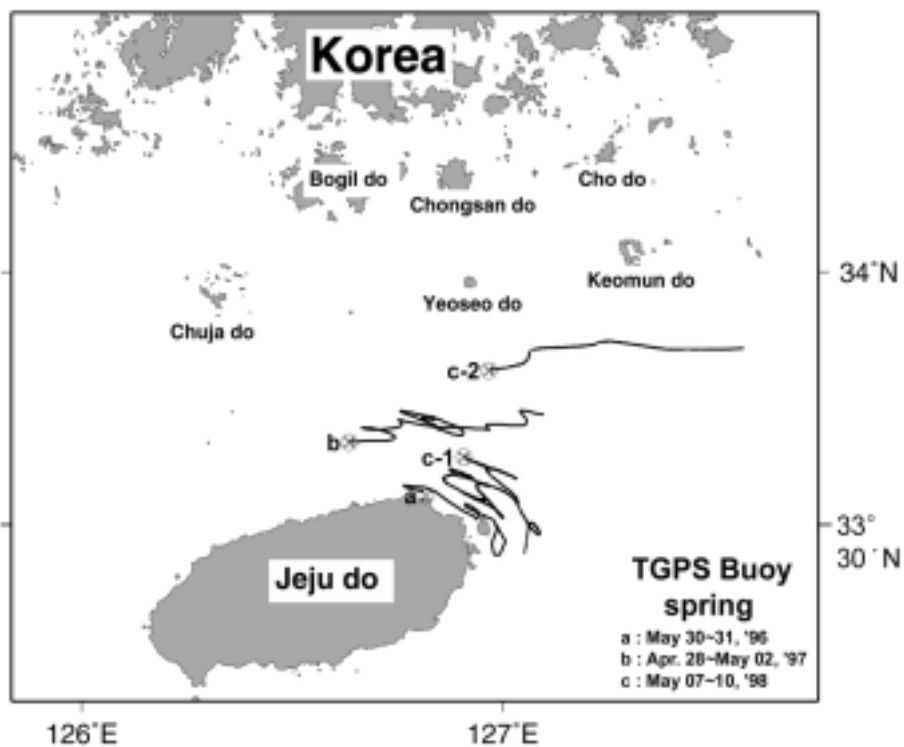 Korea
Bogil do
Chongsan do
Cho do
Keomun do
34°N
Yeoseo do
Chuja do
c-2
b
c-1
a
33°
30´N
Jeju do
TGPS Buoy
spring
a : May 30~31, '96
b : Apr. 28~May 02, '97
c : May 07~10, '98
126°E
127°E